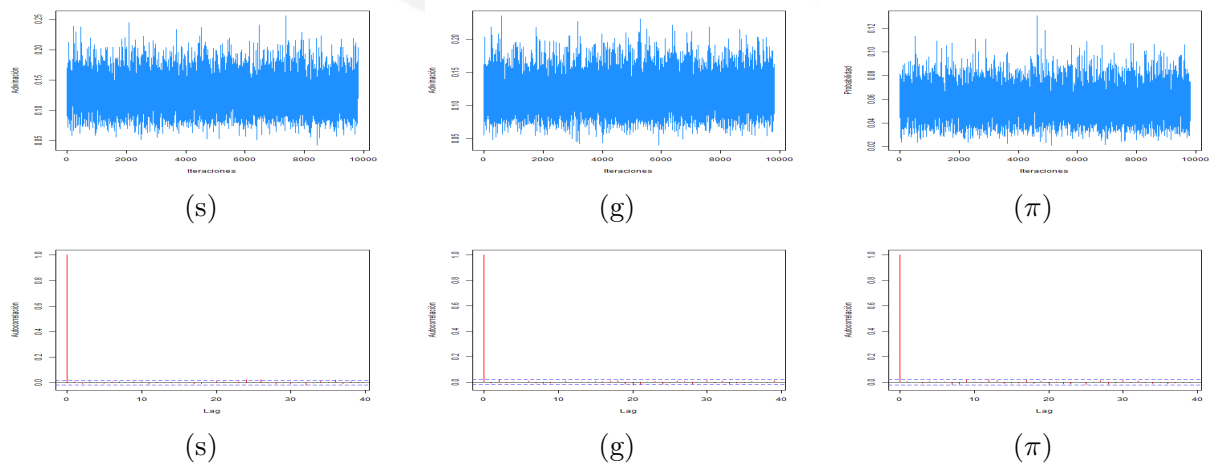 0.25
0.20
0.15
0.10
0.05
Adivinación
0 2000 4000 6000 8000 10000
Iteraciones
(s)
0.20
0.15
0.10
0.05
Adivinación
0 2000 4000 6000 8000 10000
Iteraciones
(g)
0.12
0.10
0.08
0.06
0.04
0.02
Probabilidad
0 2000 4000 6000 8000 10000
Iteraciones
(π)
1.0
0.8
0.6
0.4
0.2
0.0
Autocorrelación
0 10 20 30 40
Lag
(s)
1.0
0.8
0.6
0.4
0.2
0.0
Autocorrelación
0 10 20 30 40
Lag
(g)
1.0
0.8
0.6
0.4
0.2
0.0
Autocorrelación
0 10 20 30 40
Lag
(π)